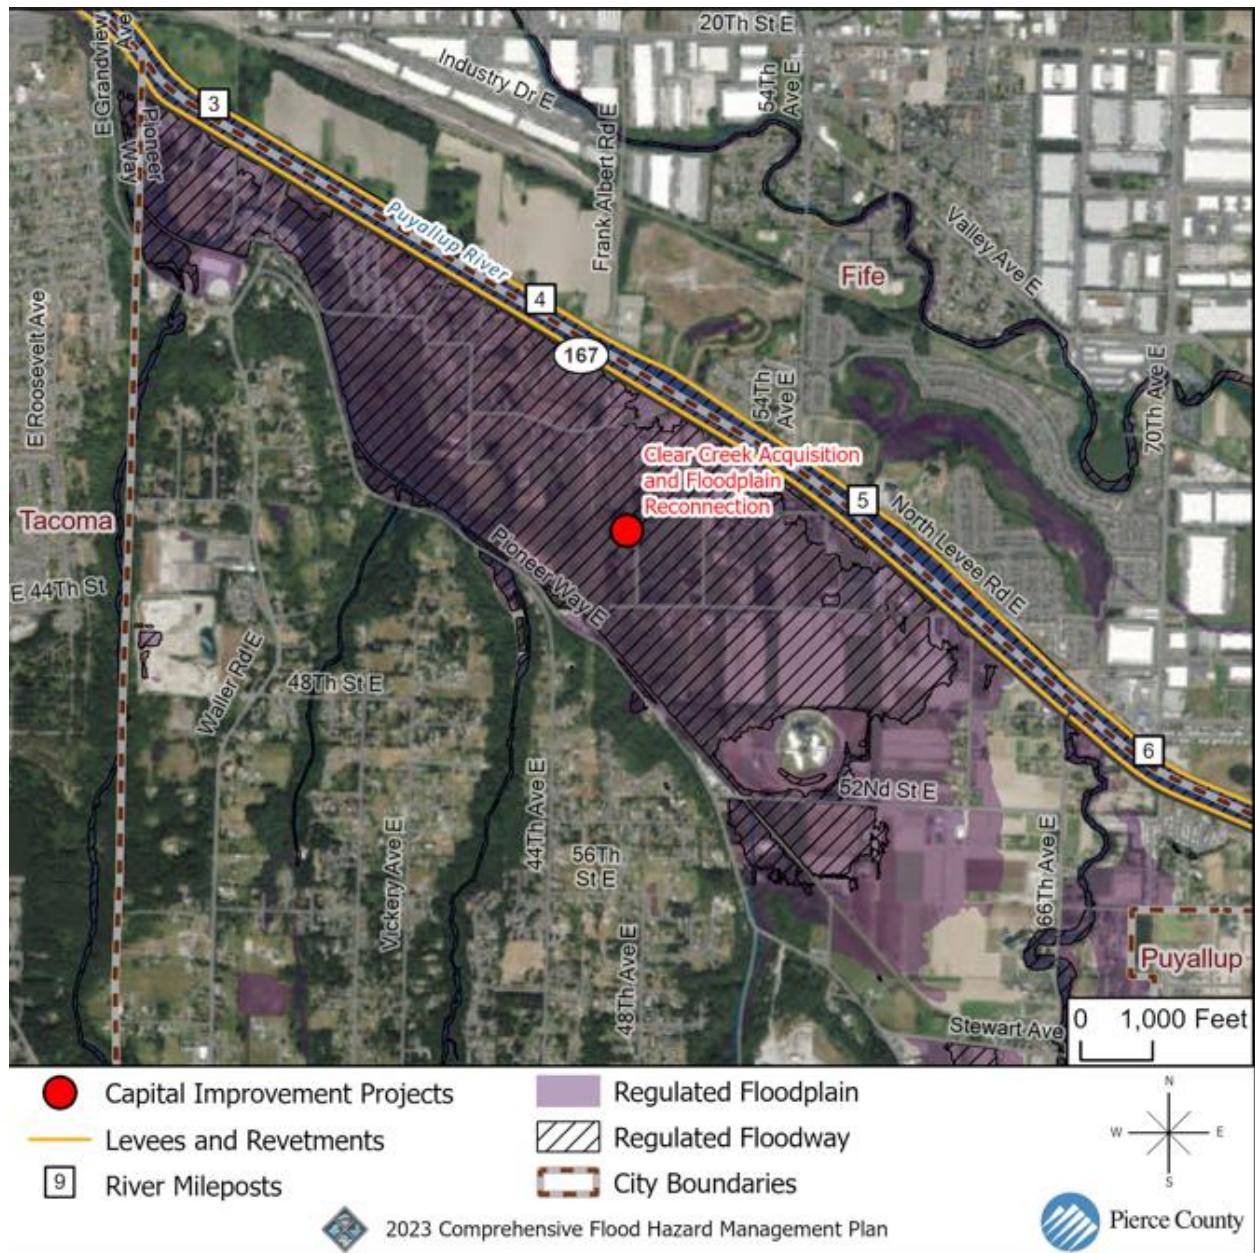 20Th St E
E Grandview
Ave
Industry Dr E
54Th
Ave E
3
Pioneer
Way
Frank Albert Rd E
Puyallup River
Valley Ave E
Fife
4
167
E Roosevelt Ave
54Th
Ave E
70Th Ave E
Clear Creek Acquisition
and Floodplain
Reconnection
5
North Levee Rd E
Tacoma
Pioneer Way E
E 44Th St
Waller Rd E
48Th St E
6
52Nd St E
44Th Ave E
Vickery Ave E
56Th
St E
66Th Ave E
48Th Ave E
Puyallup
Stewart Ave
0 1,000 Feet
Capital Improvement Projects
Levees and Revetments
9 River Mileposts
Regulated Floodplain
Regulated Floodway
City Boundaries
N
W E
S
2023 Comprehensive Flood Hazard Management Plan
Pierce County